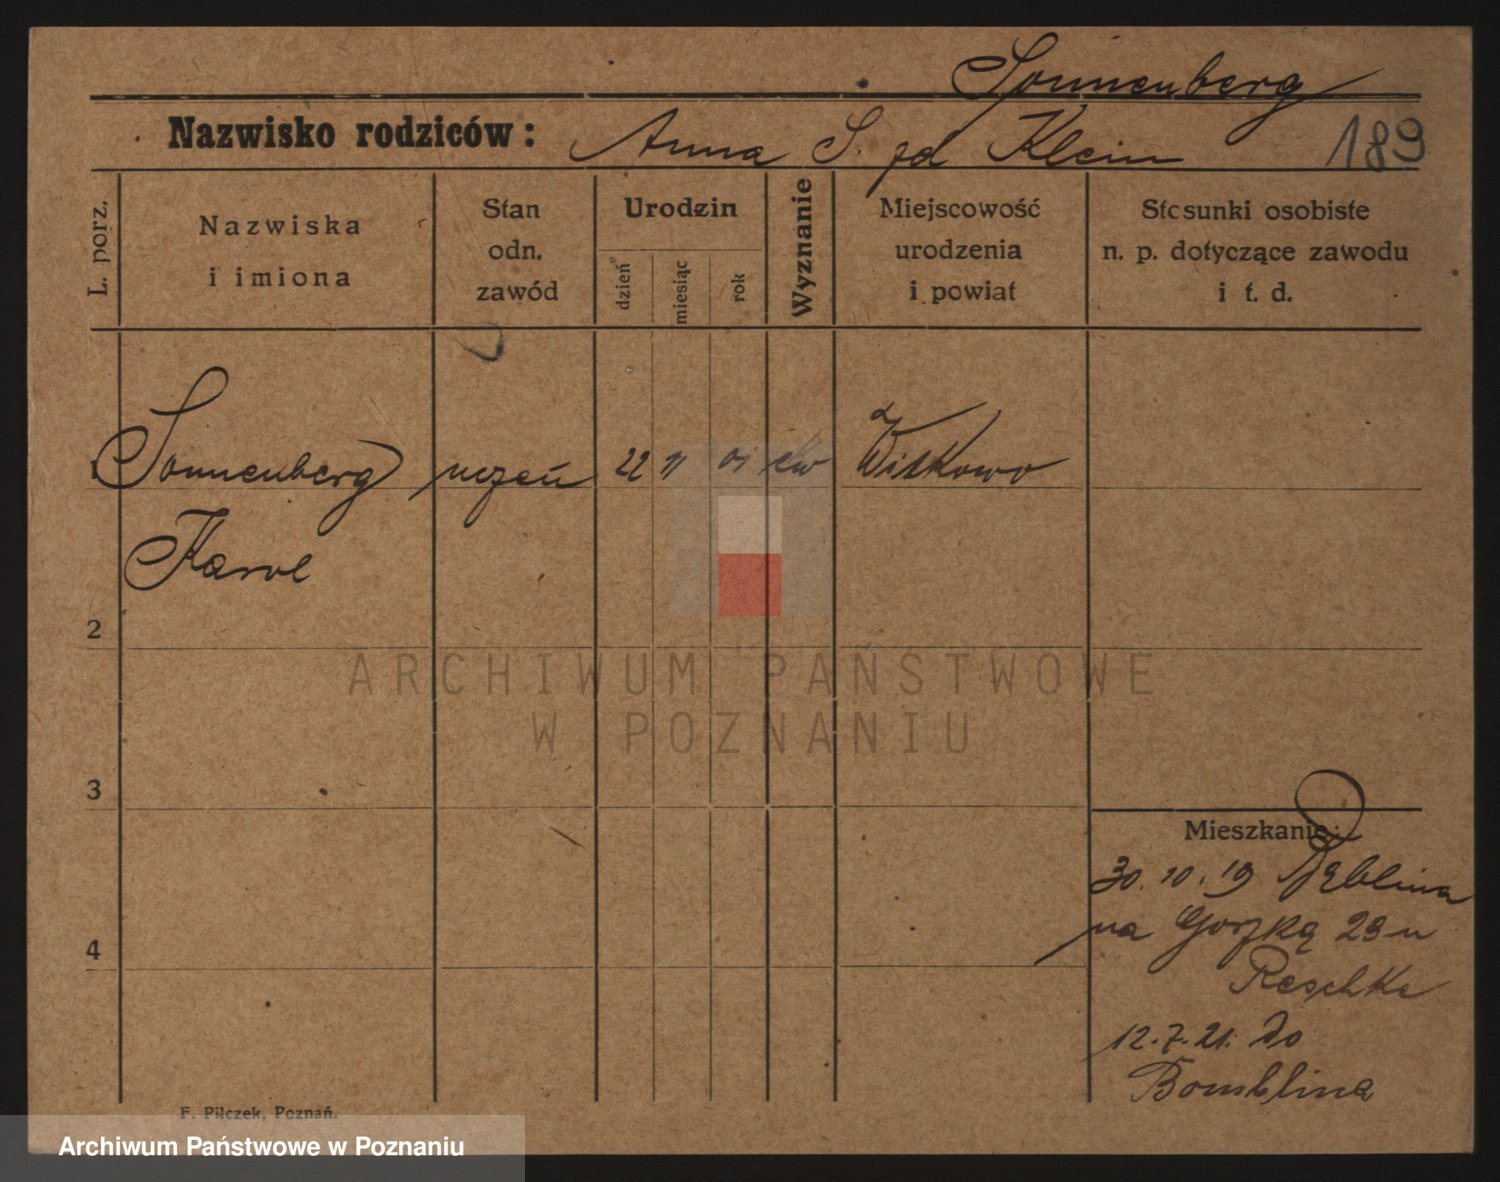 Sonnenberg
Nazwisko rodziców: Anna S. zd Klein 189
L. porz.
Nazwiska
i imiona
Stan
odn.
zawód
Urodzin
dzień
miesiąc
rok
Wyznanie
Miejscowość
urodzenia
i powiat
Stosunki osobiste
n. p. dotyczące zawodu
i t. d.
1 Sonnenberg uczeń 22 11 01 ew Witkowo
Karol
2
3
4
Mieszkanie:
30.10.19 Dęblina
na Gorzką 23 u
Reschke
12.7.21. do
Bomblina
F. Pilczek, Poznań.
ARCHIWUM PAŃSTWOWE
W POZNANIU
Archiwum Państwowe w Poznaniu